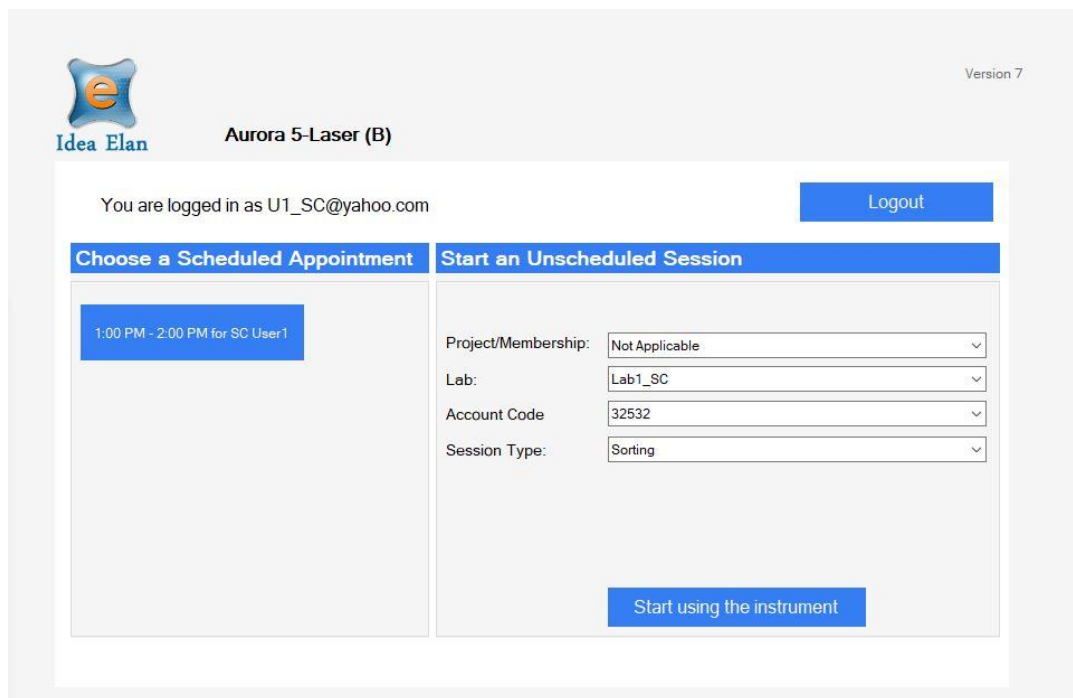 Version 7
e
Idea Elan
Aurora 5-Laser (B)
You are logged in as U1_SC@yahoo.com
Logout
Choose a Scheduled Appointment
Start an Unscheduled Session
1:00 PM - 2:00 PM for SC User1
Project/Membership: Not Applicable
Lab: Lab1_SC
Account Code 32532
Session Type: Sorting
Start using the instrument